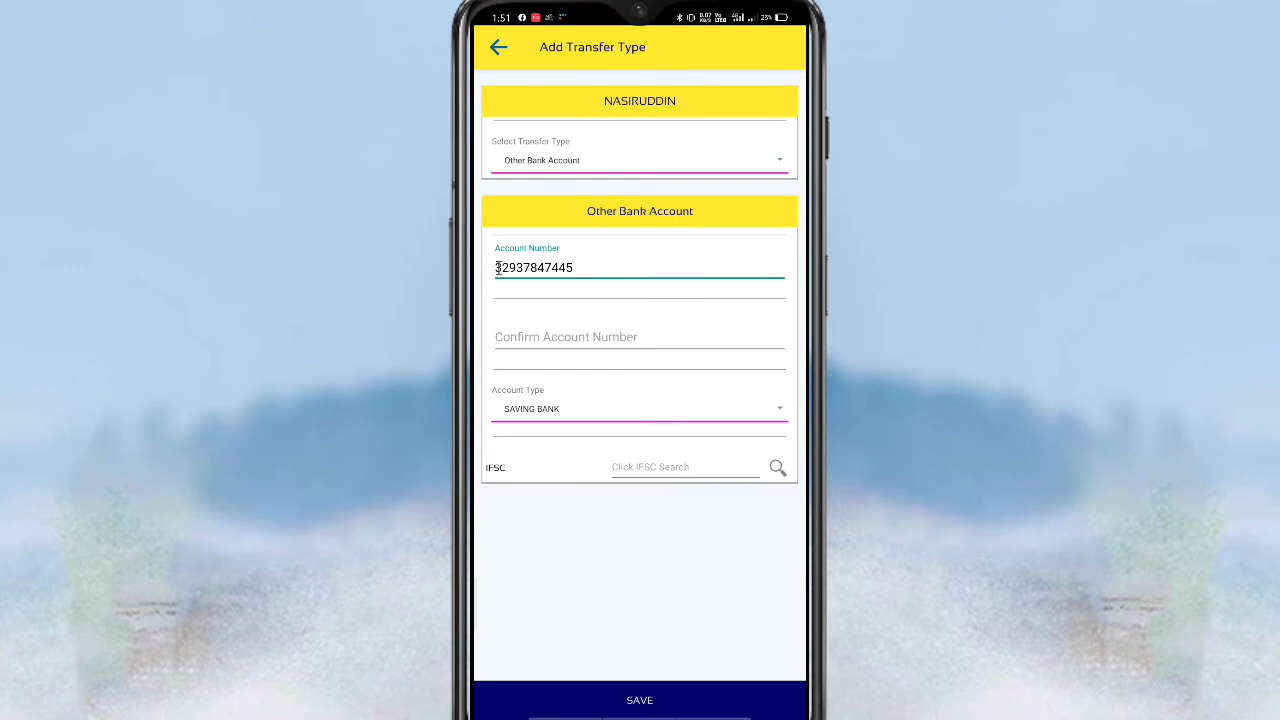 1:51 23%
Add Transfer Type
NASIRUDDIN
Select Transfer Type
Other Bank Account
Other Bank Account
Account Number
32937847445
Confirm Account Number
Account Type
SAVING BANK
IFSC Click IFSC Search
SAVE